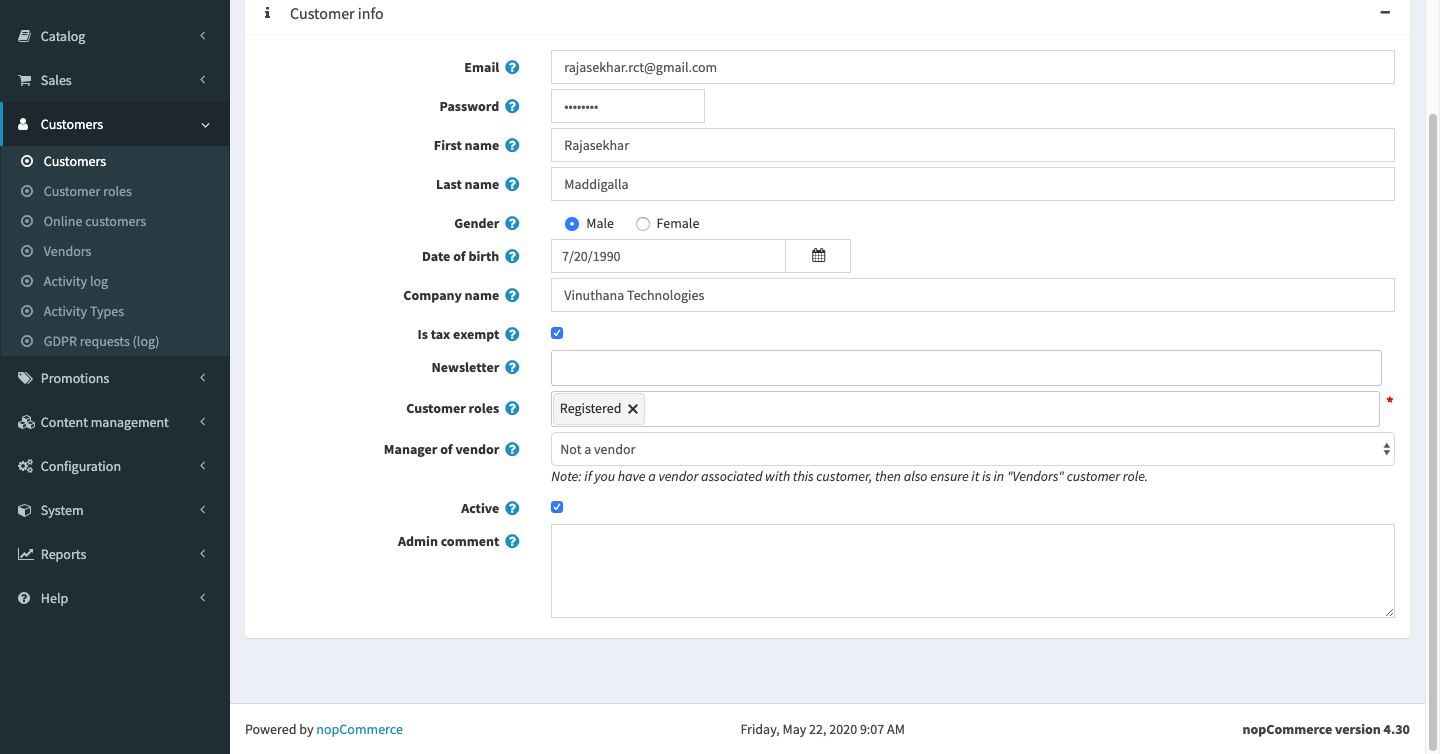 Catalog
Sales
Customers
Customers
Customer roles
Online customers
Vendors
Activity log
Activity Types
GDPR requests (log)
Promotions
Content management
Configuration
System
Reports
Help
Customer info
Email rajasekhar.rct@gmail.com
Password ••••••••
First name Rajasekhar
Last name Maddigalla
Gender Male Female
Date of birth 7/20/1990
Company name Vinuthana Technologies
Is tax exempt
Newsletter
Customer roles Registered *
Manager of vendor Not a vendor
Note: if you have a vendor associated with this customer, then also ensure it is in "Vendors" customer role.
Active
Admin comment
Powered by nopCommerce Friday, May 22, 2020 9:07 AM nopCommerce version 4.30